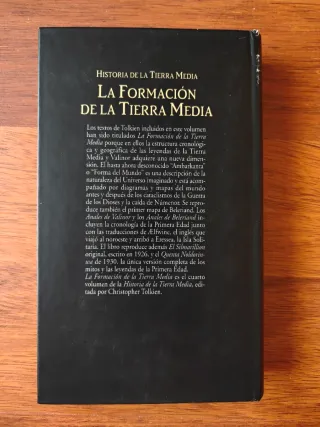 HISTORIA DE LA TIERRA MEDIA
LA FORMACIÓN
DE LA TIERRA MEDIA
Los textos de Tolkien incluidos en este volumen
han sido titulados La Formación de la Tierra
Media porque en ellos la estructura cronológi-
ca y geográfica de las leyendas de la Tierra
Media y Valinor adquiere una nueva dimen-
sión. El hasta ahora desconocido "Ambarkanta"
o "Forma del Mundo" es una descripción de la
naturaleza del Universo imaginado y está acom-
pañado por diagramas y mapas del mundo
antes y después de los cataclismos de la Guerra
de los Dioses y la caída de Númenor. Se repro-
duce también el primer mapa de Beleriand. Los
Anales de Valinor y los Anales de Beleriand in-
cluyen la cronología de la Primera Edad junto
con las traducciones de Ælfwine, el inglés que
viajó al noroeste y arribó a Eressëa, la Isla Soli-
taria. El libro reproduce además El Silmarillion
original, escrito en 1926, y el Quenta Noldorin-
wa de 1930, la única versión completa de los
mitos y las leyendas de la Primera Edad.
La Formación de la Tierra Media es el cuarto
volumen de la Historia de la Tierra Media, edi-
tada por Christopher Tolkien.